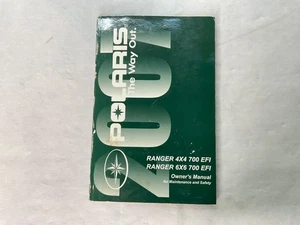 2007
POLARIS
The Way Out.
RANGER 4X4 700 EFI
RANGER 6X6 700 EFI
Owner's Manual
for Maintenance and Safety